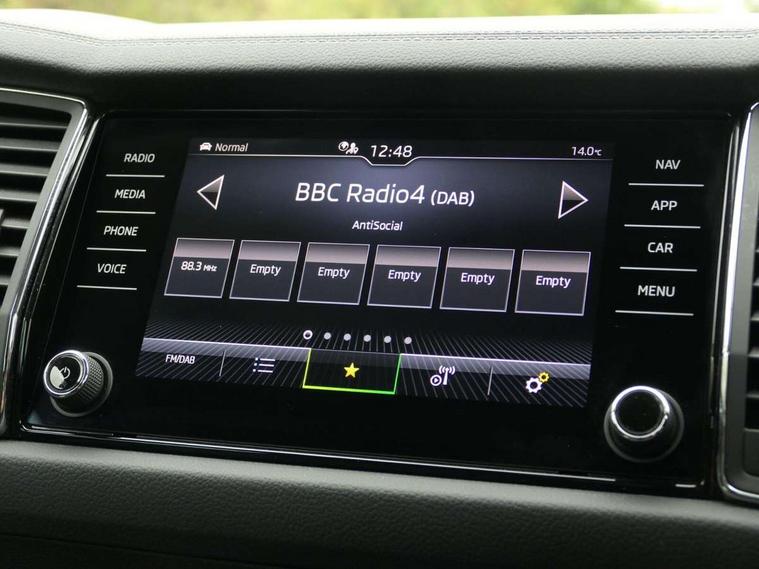 RADIO
MEDIA
PHONE
VOICE
Normal
12:48
14.0°C
BBC Radio4 (DAB)
AntiSocial
88.3 MHz
Empty
Empty
Empty
Empty
Empty
FM/DAB
NAV
APP
CAR
MENU